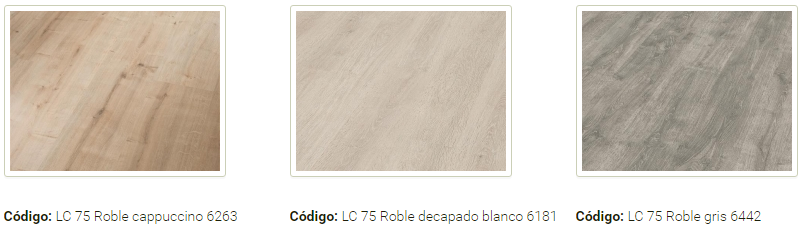 Código: LC 75 Roble cappuccino 6263
Código: LC 75 Roble decapado blanco 6181
Código: LC 75 Roble gris 6442